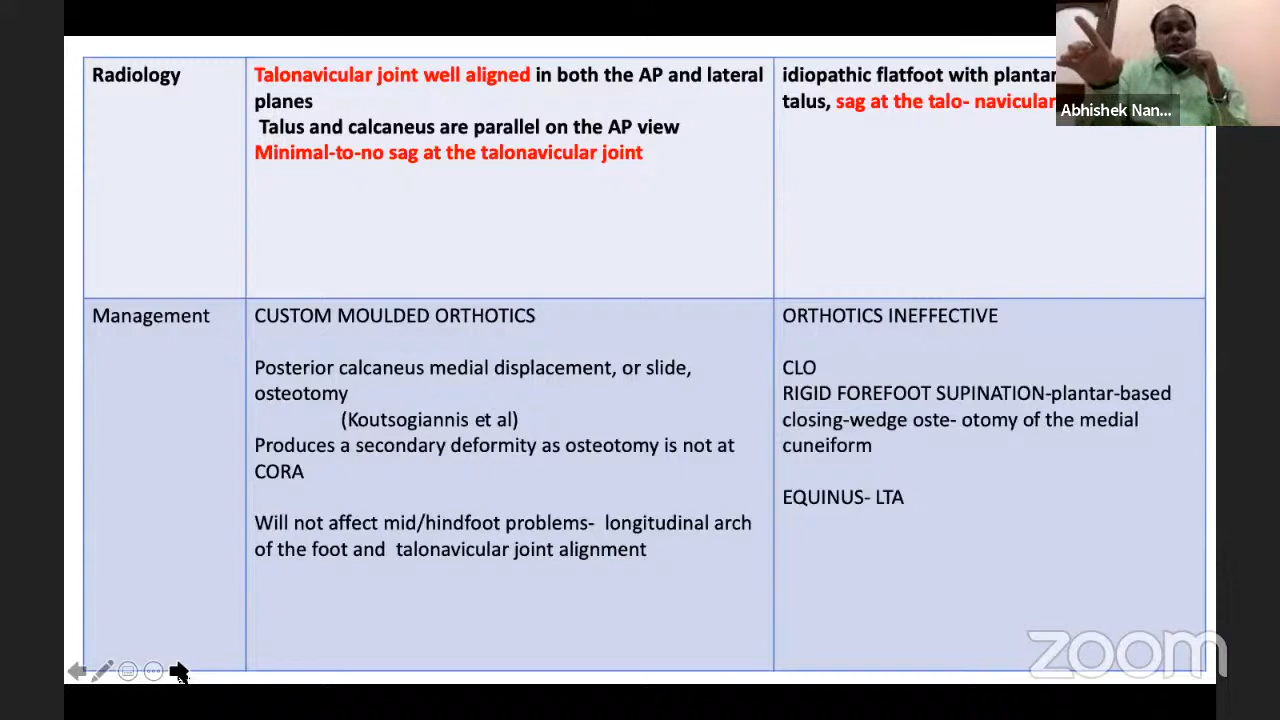 Radiology
Talonavicular joint well aligned in both the AP and lateral
planes
Talus and calcaneus are parallel on the AP view
Minimal-to-no sag at the talonavicular joint
idiopathic flatfoot with plantar
talus, sag at the talo- navicular
Abhishek Nan...
Management
CUSTOM MOULDED ORTHOTICS
Posterior calcaneus medial displacement, or slide,
osteotomy
(Koutsogiannis et al)
Produces a secondary deformity as osteotomy is not at
CORA
Will not affect mid/hindfoot problems- longitudinal arch
of the foot and talonavicular joint alignment
ORTHOTICS INEFFECTIVE
CLO
RIGID FOREFOOT SUPINATION-plantar-based
closing-wedge oste- otomy of the medial
cuneiform
EQUINUS- LTA
zoom